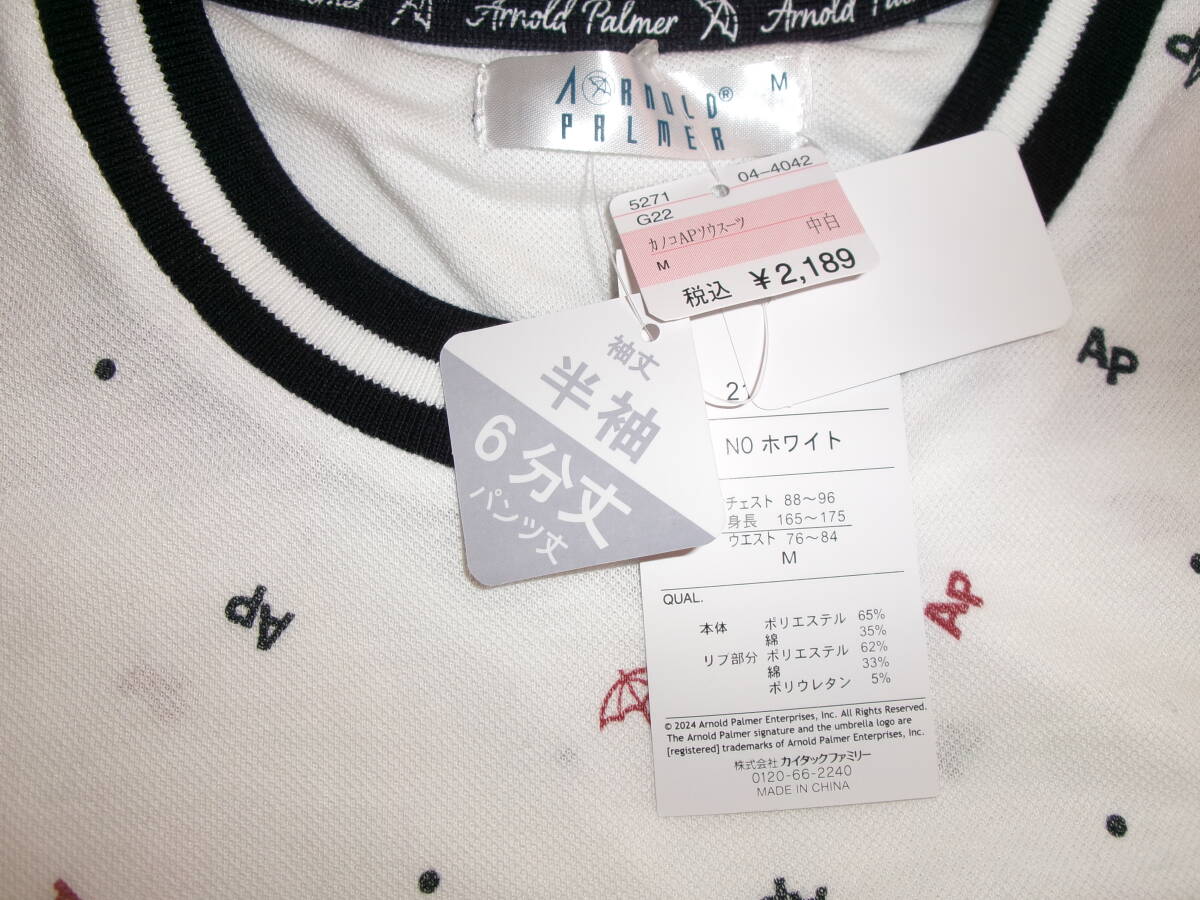 Arnold Palmer Arnold
ARNOLD® M
PALMER
5271 04-4042
G22
カノコAPソウスーツ 中白
M
税込 ¥2,189
袖丈
半袖
6分丈
パンツ丈
21
NO ホワイト
チェスト 88～96
身長 165～175
ウエスト 76～84
M
QUAL.
本体 ポリエステル 65%
綿 35%
リブ部分 ポリエステル 62%
綿 33%
ポリウレタン 5%
© 2024 Arnold Palmer Enterprises, Inc. All Rights Reserved.
The Arnold Palmer signature and the umbrella logo are
[registered] trademarks of Arnold Palmer Enterprises, Inc.
株式会社 カイタックファミリー
0120-66-2240
MADE IN CHINA
AP
AP
AP